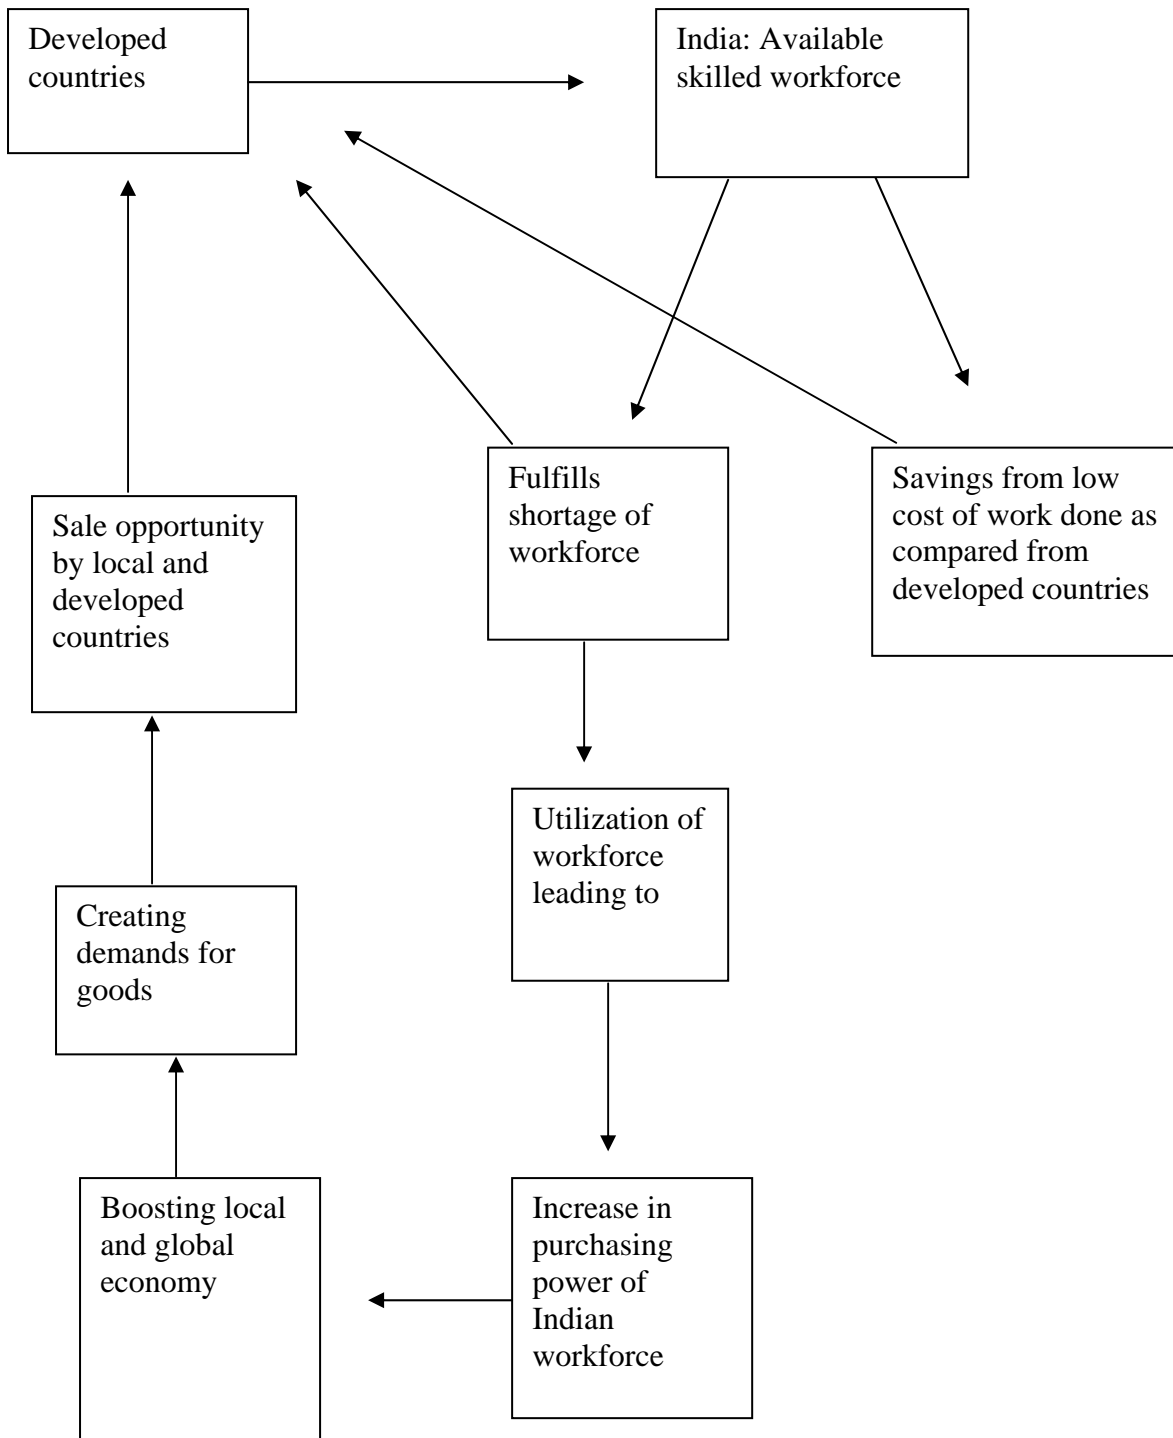 Developed
countries
India: Available
skilled workforce
Fulfills
shortage of
workforce
Savings from low
cost of work done as
compared from
developed countries
Sale opportunity
by local and
developed
countries
Utilization of
workforce
leading to
Creating
demands for
goods
Boosting local
and global
economy
Increase in
purchasing
power of
Indian
workforce